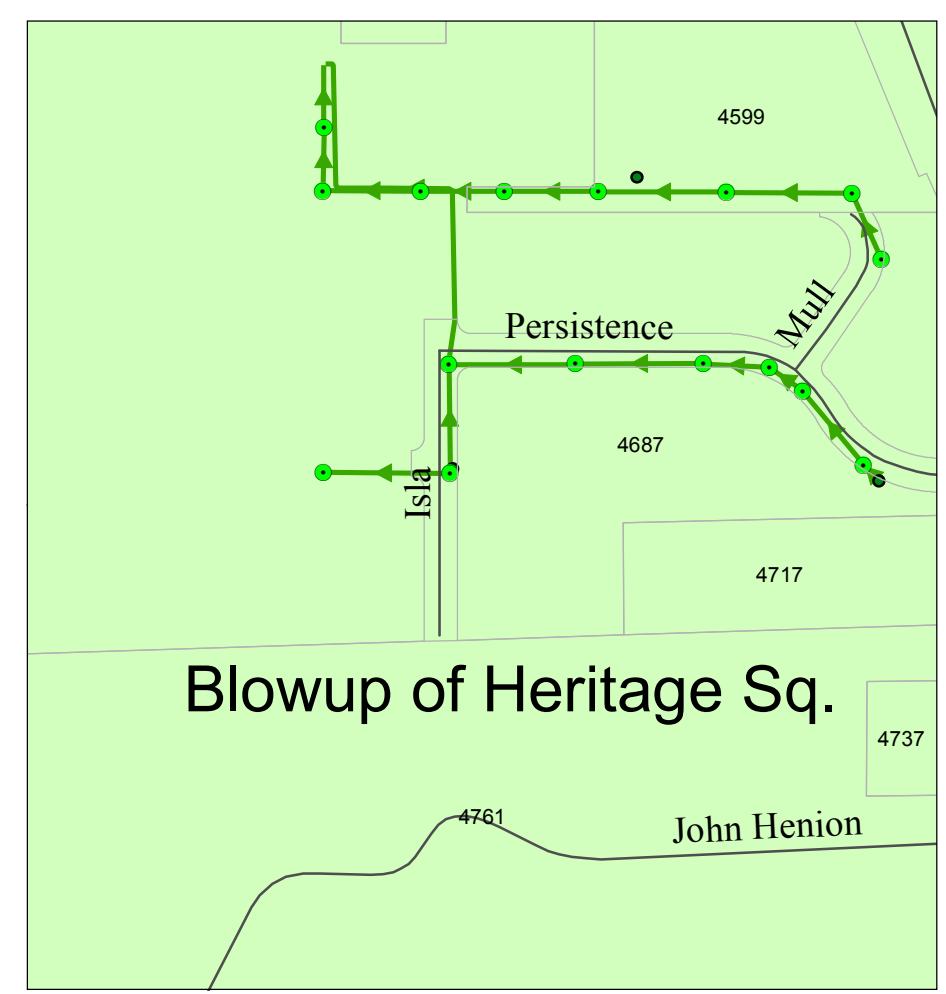 4599
Mull
Persistence
4687
Isla
4717
Blowup of Heritage Sq.
4737
4761
John Henion